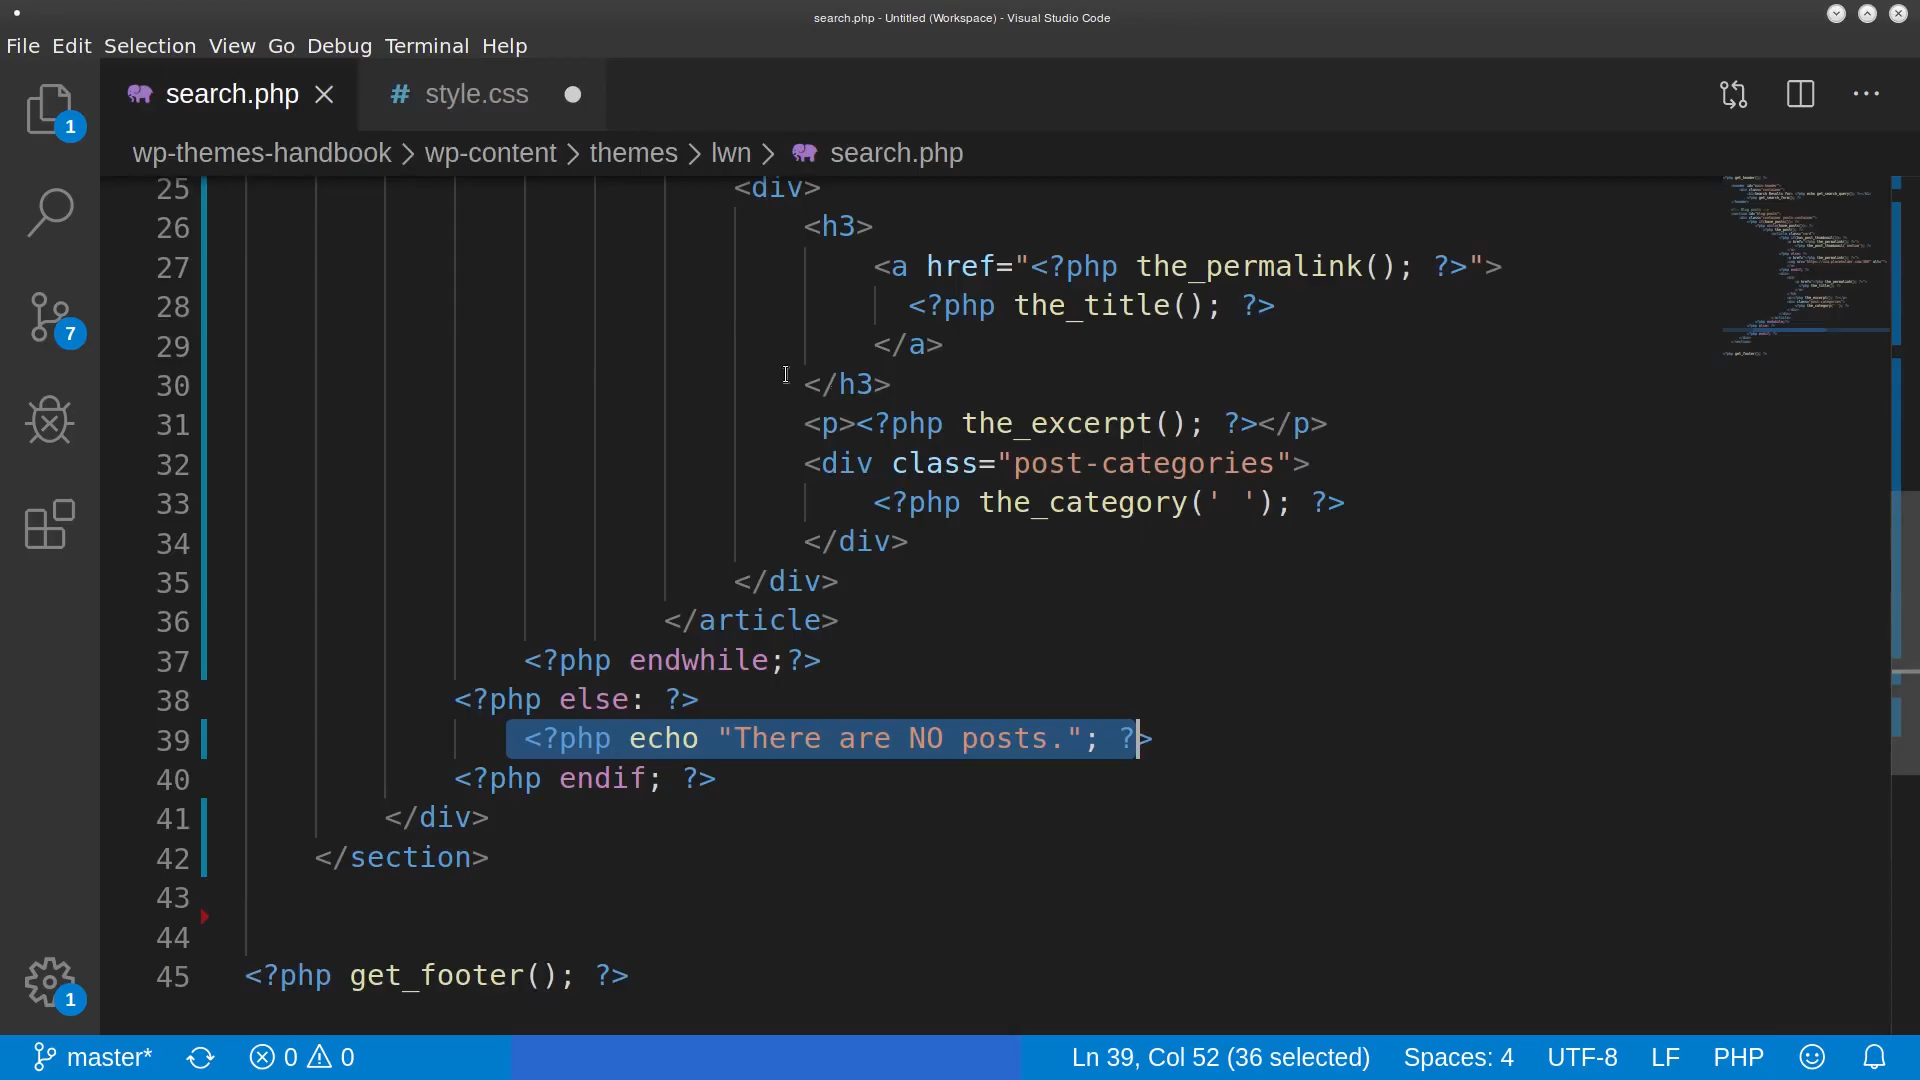 search.php - Untitled (Workspace) - Visual Studio Code
File Edit Selection View Go Debug Terminal Help
search.php
# style.css
wp-themes-handbook > wp-content > themes > lwn > search.php
1
7
1
25 <div>
26 <h3>
27 <a href="<?php the_permalink(); ?>">
28 <?php the_title(); ?>
29 </a>
30 </h3>
31 <p><?php the_excerpt(); ?></p>
32 <div class="post-categories">
33 <?php the_category(' '); ?>
34 </div>
35 </div>
36 </article>
37 <?php endwhile;?>
38 <?php else: ?>
39 <?php echo "There are NO posts."; ?>
40 <?php endif; ?>
41 </div>
42 </section>
43
44
45 <?php get_footer(); ?>
master* 0 0 Ln 39, Col 52 (36 selected) Spaces: 4 UTF-8 LF PHP